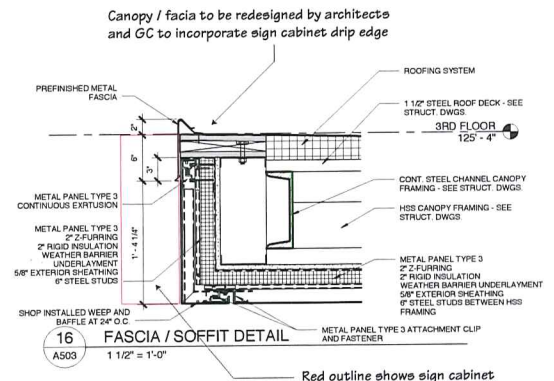 Canopy / facia to be redesigned by architects
and GC to incorporate sign cabinet drip edge
PREFINISHED METAL
FASCIA
ROOFING SYSTEM
1 1/2" STEEL ROOF DECK - SEE
STRUCT. DWGS.
3RD FLOOR
125' - 4"
2"
6"
3"
1' - 4 1/4"
CONT. STEEL CHANNEL CANOPY
FRAMING - SEE STRUCT. DWGS.
HSS CANOPY FRAMING - SEE
STRUCT. DWGS.
METAL PANEL TYPE 3
CONTINUOUS EXRTUSION
METAL PANEL TYPE 3
2" Z-FURRING
2" RIGID INSULATION
WEATHER BARRIER
UNDERLAYMENT
5/8" EXTERIOR SHEATHING
6" STEEL STUDS
METAL PANEL TYPE 3
2" Z-FURRING
2" RIGID INSULATION
WEATHER BARRIER UNDERLAYMENT
5/8" EXTERIOR SHEATHING
6" STEEL STUDS BETWEEN HSS
FRAMING
SHOP INSTALLED WEEP AND
BAFFLE AT 24" O.C.
METAL PANEL TYPE 3 ATTACHMENT CLIP
AND FASTENER
16
A503
FASCIA / SOFFIT DETAIL
1 1/2" = 1'-0"
Red outline shows sign cabinet